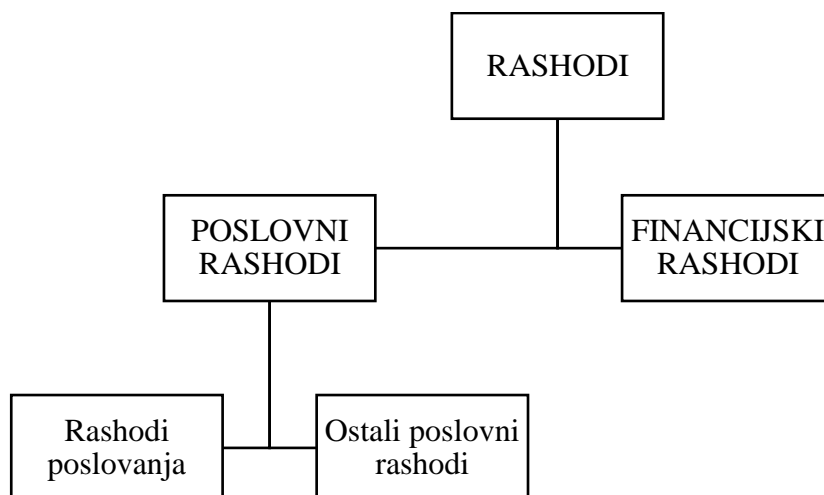 RASHODI
POSLOVNI
RASHODI
FINANCIJSKI
RASHODI
Rashodi
poslovanja
Ostali poslovni
rashodi